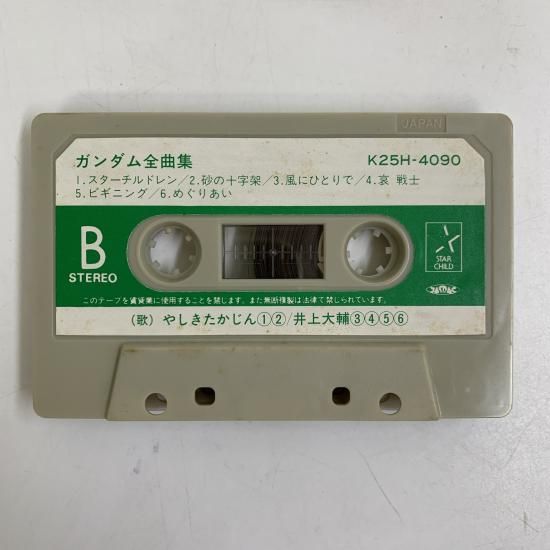 JAPAN
ガンダム全曲集 K25H-4090
1.スターチルドレン/2.砂の十字架/3.風にひとりで/4.哀 戦士
5.ビギニング/6.めぐりあい
B
STEREO
STAR
CHILD
JASRAC
このテープを賃貸業に使用することを禁じます。また無断複製は法律で禁じられています。
(歌) やしきたかじん①②/井上大輔③④⑤⑥